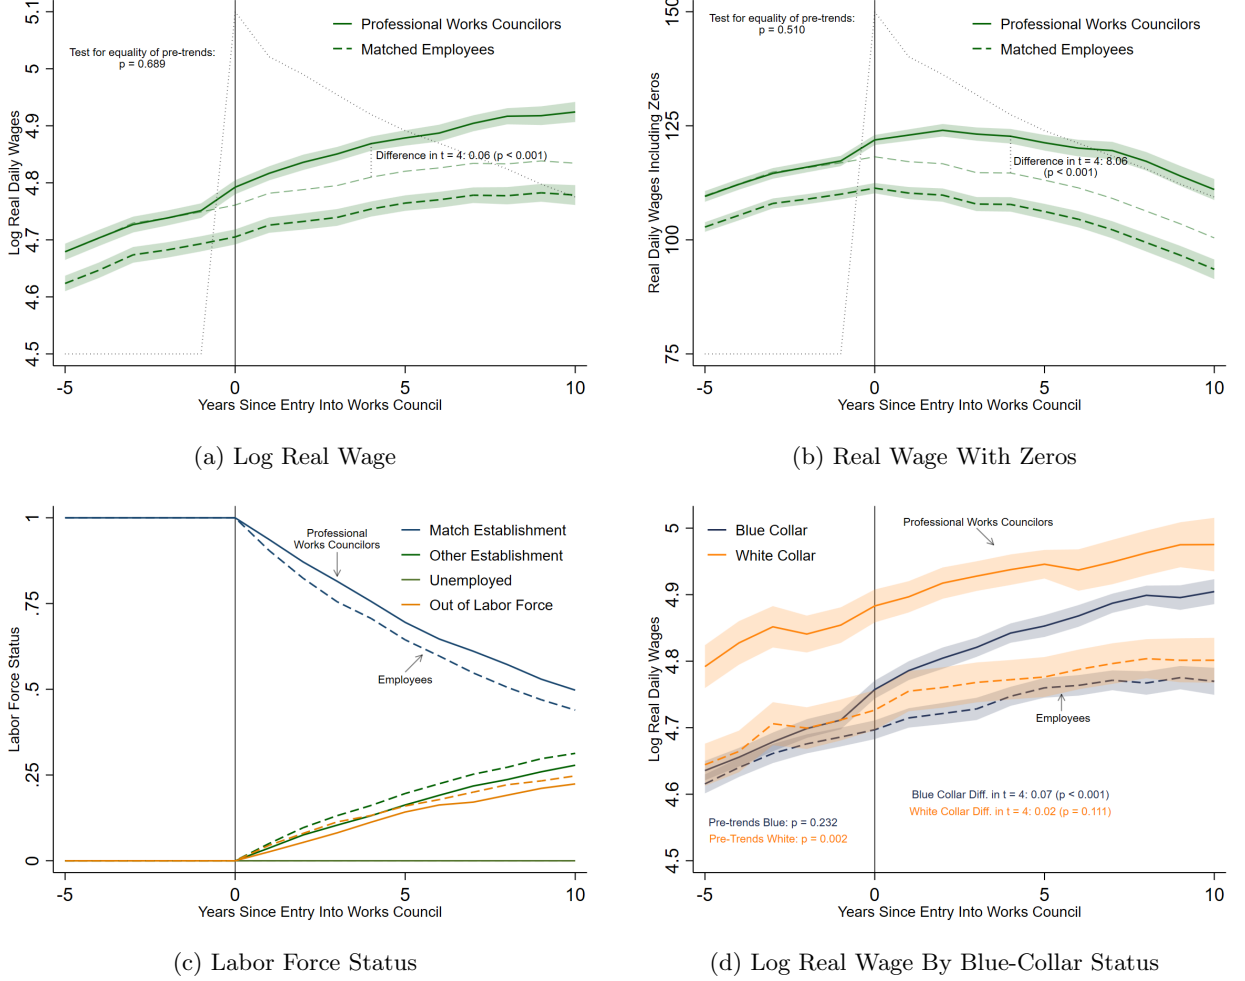 Log Real Daily Wages
5.1
5
4.9
4.8
4.7
4.6
4.5
Test for equality of pre-trends:
p = 0.689
Professional Works Councilors
Matched Employees
Difference in t = 4: 0.06 (p < 0.001)
-5
0
5
10
Years Since Entry Into Works Council
(a) Log Real Wage
Real Daily Wages Including Zeros
150
125
100
75
Test for equality of pre-trends:
p = 0.510
Professional Works Councilors
Matched Employees
Difference in t = 4: 8.06
(p < 0.001)
-5
0
5
10
Years Since Entry Into Works Council
(b) Real Wage With Zeros
Labor Force Status
1
.75
.5
.25
0
Professional
Works Councilors
Match Establishment
Other Establishment
Unemployed
Out of Labor Force
Employees
-5
0
5
10
Years Since Entry Into Works Council
(c) Labor Force Status
Log Real Daily Wages
5
4.9
4.8
4.7
4.6
4.5
Blue Collar
White Collar
Professional Works Councilors
Employees
Blue Collar Diff. in t = 4: 0.07 (p < 0.001)
White Collar Diff. in t = 4: 0.02 (p = 0.111)
Pre-trends Blue: p = 0.232
Pre-Trends White: p = 0.002
-5
0
5
10
Years Since Entry Into Works Council
(d) Log Real Wage By Blue-Collar Status